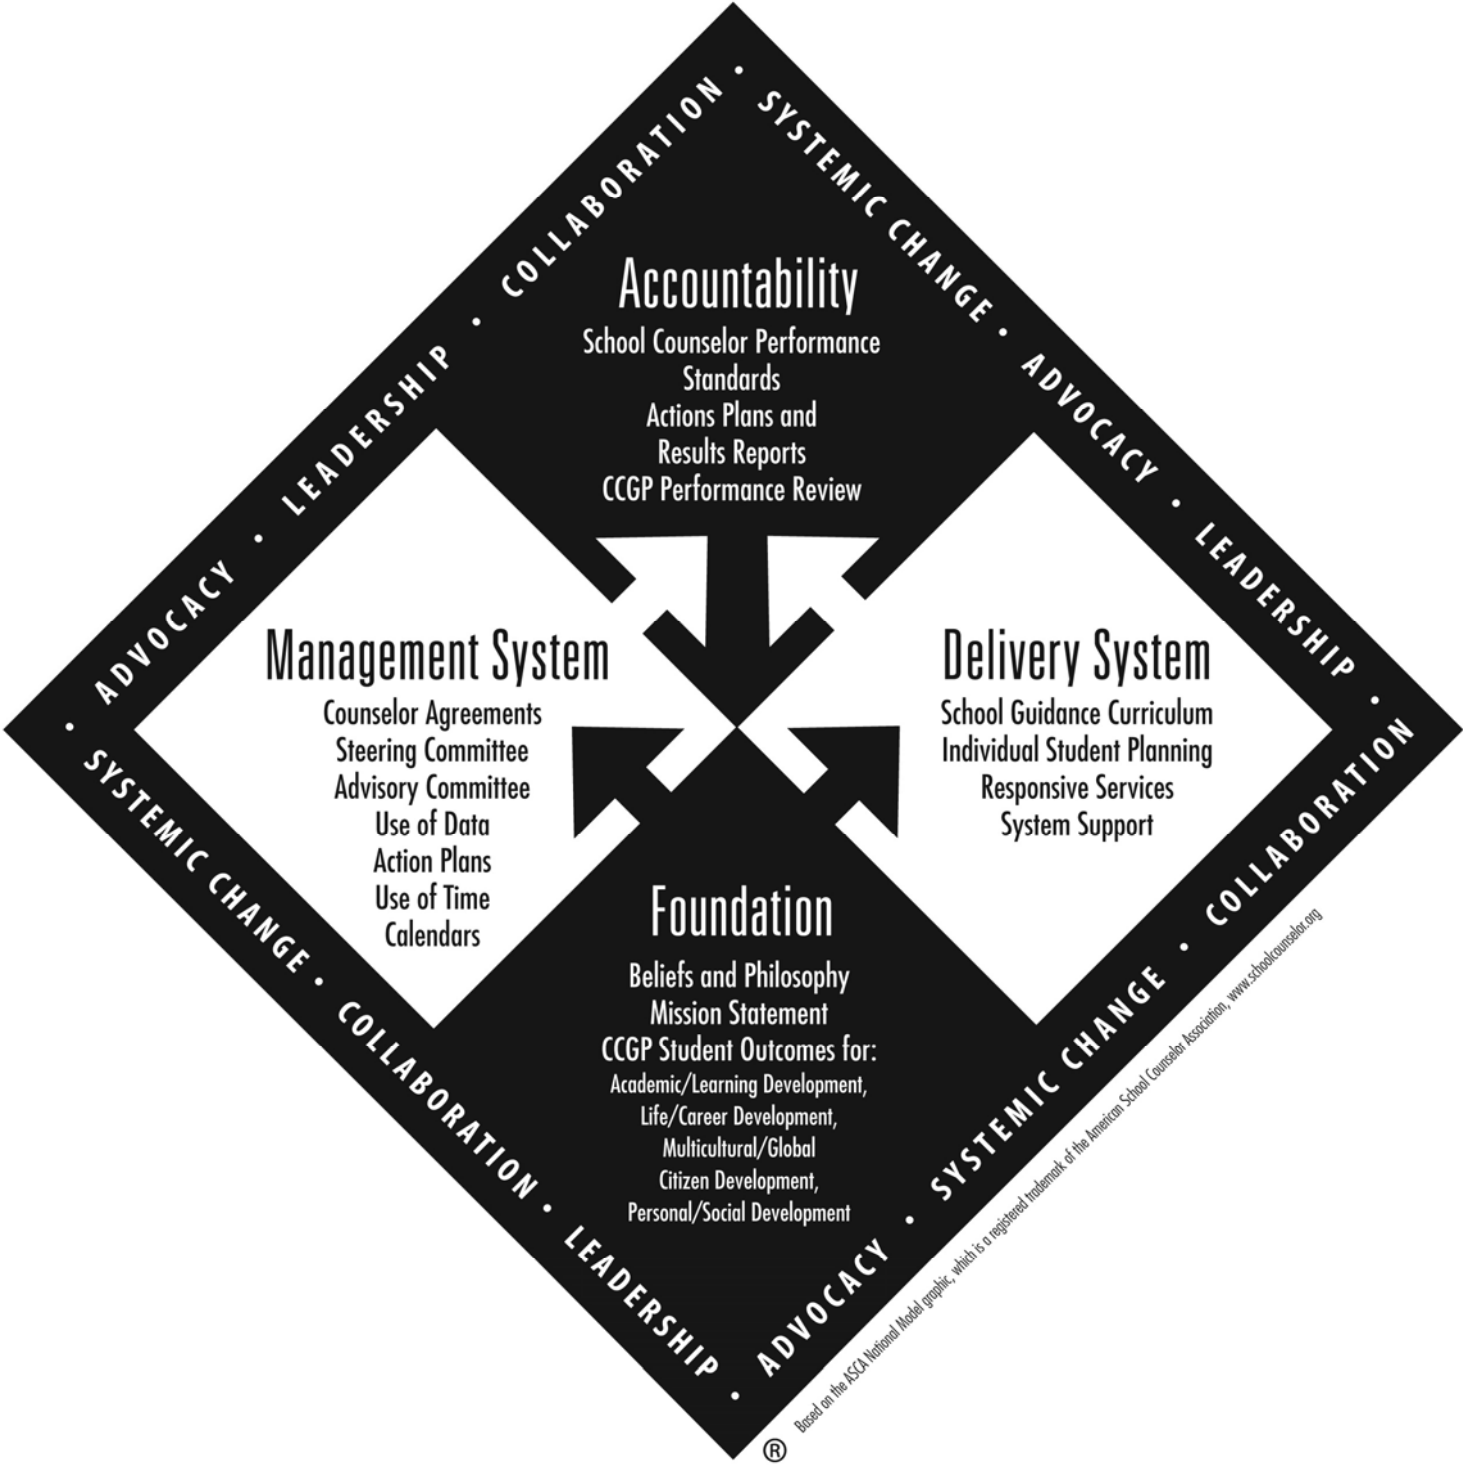 COLLABORATION • SYSTEMIC CHANGE • ADVOCACY • LEADERSHIP •
ADVOCACY • LEADERSHIP •
Accountability
School Counselor Performance
Standards
Actions Plans and
Results Reports
CCGP Performance Review
Management System
Counselor Agreements
Steering Committee
Advisory Committee
Use of Data
Action Plans
Use of Time
Calendars
Delivery System
School Guidance Curriculum
Individual Student Planning
Responsive Services
System Support
Foundation
Beliefs and Philosophy
Mission Statement
CCGP Student Outcomes for:
Academic/Learning Development,
Life/Career Development,
Multicultural/Global
Citizen Development,
Personal/Social Development
• SYSTEMIC CHANGE • COLLABORATION • LEADERSHIP •
ADVOCACY • SYSTEMIC CHANGE • COLLABORATION
Based on the ASCA National Model graphic, which is a registered trademark of the American School Counselor Association, www.schoolcounselor.org
®